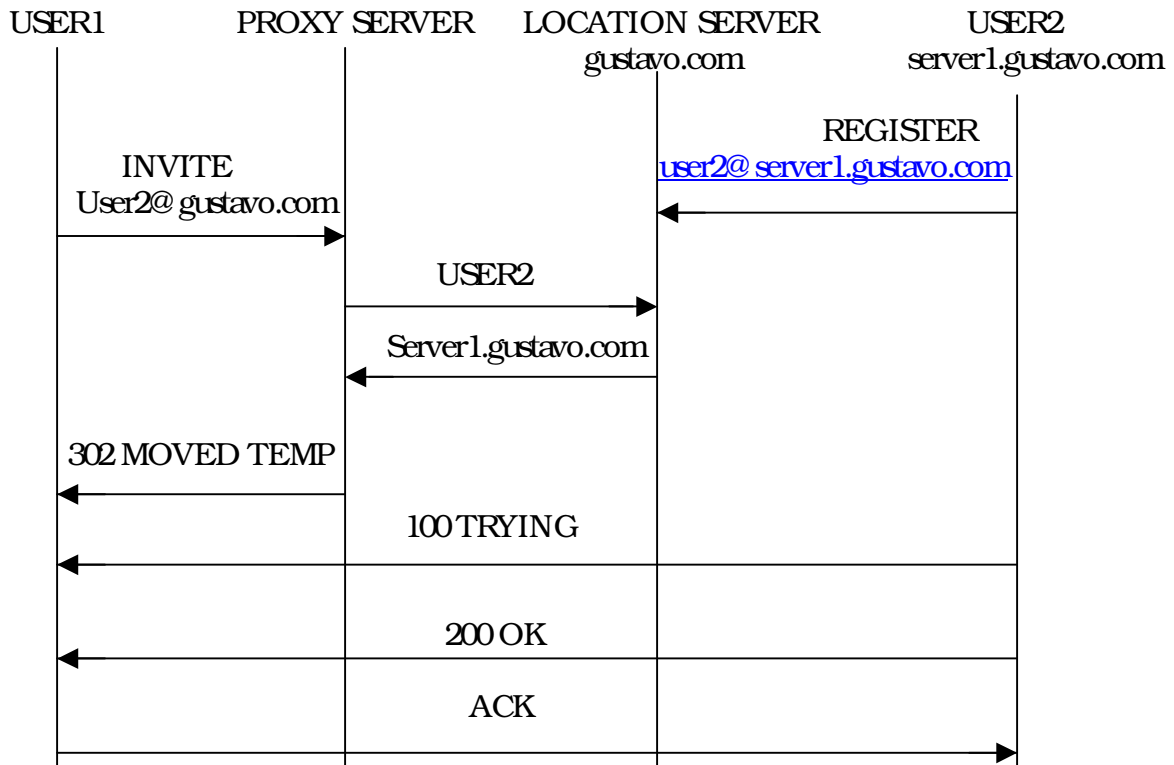 USER1
PROXY SERVER
LOCATION SERVER
USER2
gustavo.com
server1.gustavo.com
REGISTER
user2@server1.gustavo.com
INVITE
User2@gustavo.com
USER2
Server1.gustavo.com
302 MOVED TEMP
100 TRYING
200 OK
ACK